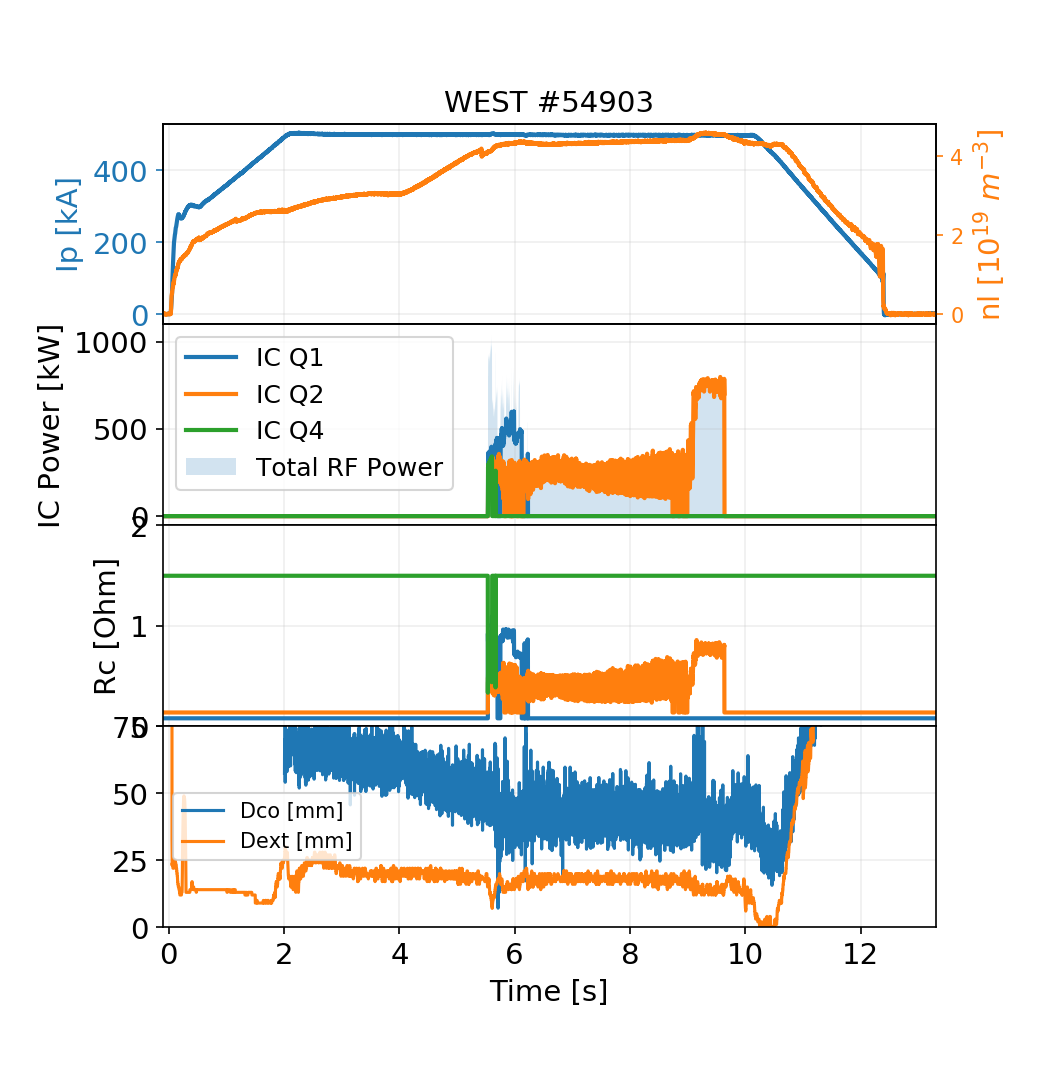 WEST #54903
Ip [kA]
400
200
0
nl [10^19 m^−3]
4
2
0
IC Power [kW]
1000
500
0
IC Q1
IC Q2
IC Q4
Total RF Power
Rc [Ohm]
2
1
0
75
50
25
0
Dco [mm]
Dext [mm]
0 2 4 6 8 10 12
Time [s]